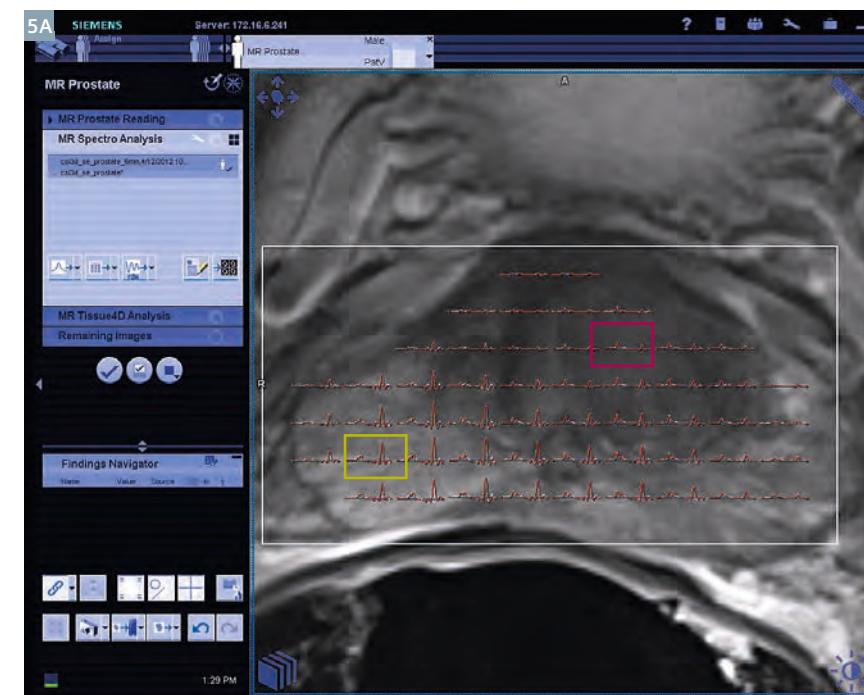 5A
SIEMENS
Server: 172.16.6.241
?
Assign
MR Prostate
Male
PatV
MR Prostate
MR Prostate Reading
MR Spectro Analysis
MR Tissue4D Analysis
Remaining Images
Findings Navigator
Name Value Source
1:29 PM
A
R